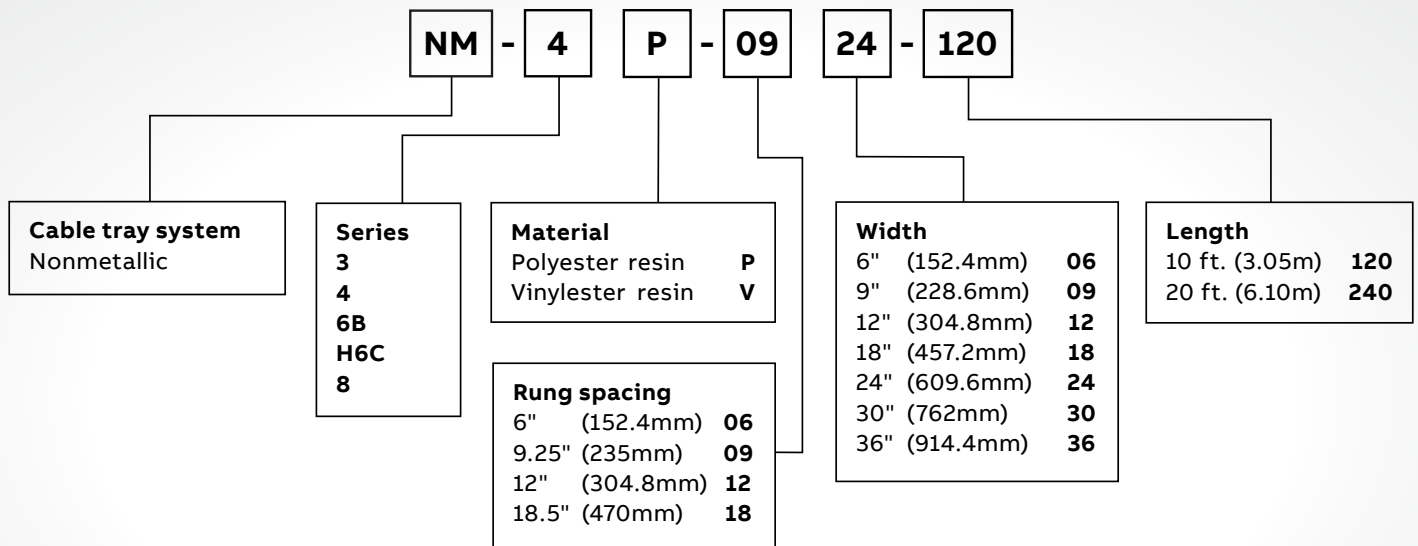 NM - 4 P - 09 24 - 120
Cable tray system
Nonmetallic
Series
3
4
6B
H6C
8
Material
Polyester resin P
Vinylester resin V
Rung spacing
6" (152.4mm) 06
9.25" (235mm) 09
12" (304.8mm) 12
18.5" (470mm) 18
Width
6" (152.4mm) 06
9" (228.6mm) 09
12" (304.8mm) 12
18" (457.2mm) 18
24" (609.6mm) 24
30" (762mm) 30
36" (914.4mm) 36
Length
10 ft. (3.05m) 120
20 ft. (6.10m) 240